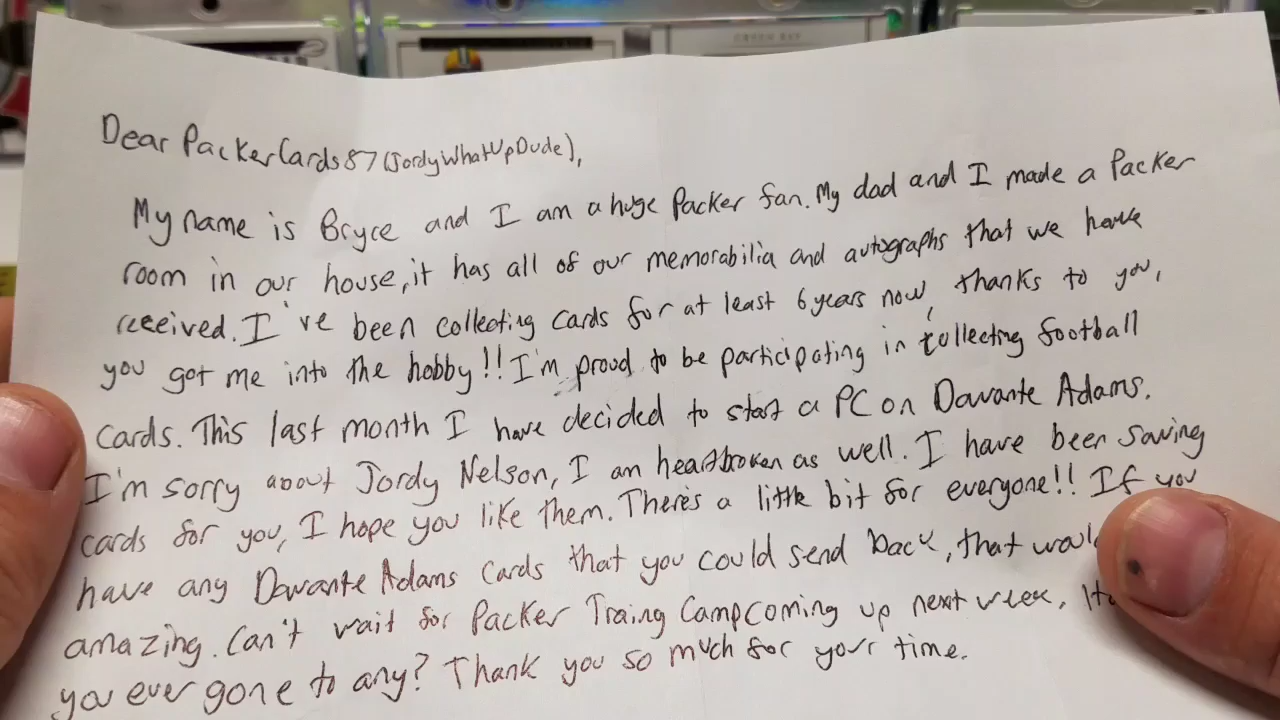 GREEN BAY
Dear PackerCards87(JordyWhatUpDude),
My name is Bryce and I am a huge Packer fan. My dad and I made a Packer
room in our house, it has all of our memorabilia and autographs that we have
received. I've been collecting cards for at least 6 years now, thanks to you,
you got me into the hobby!! I'm proud to be participating in collecting football
cards. This last month I have decided to start a PC on Davante Adams.
I'm sorry about Jordy Nelson, I am heartbroken as well. I have been saving
cards for you, I hope you like them. There's a little bit for everyone!! If you
have any Davante Adams cards that you could send back, that
amazing. Can't wait for Packer Traing Camp coming up next week.
you ever gone to any? Thank you so much for your time.